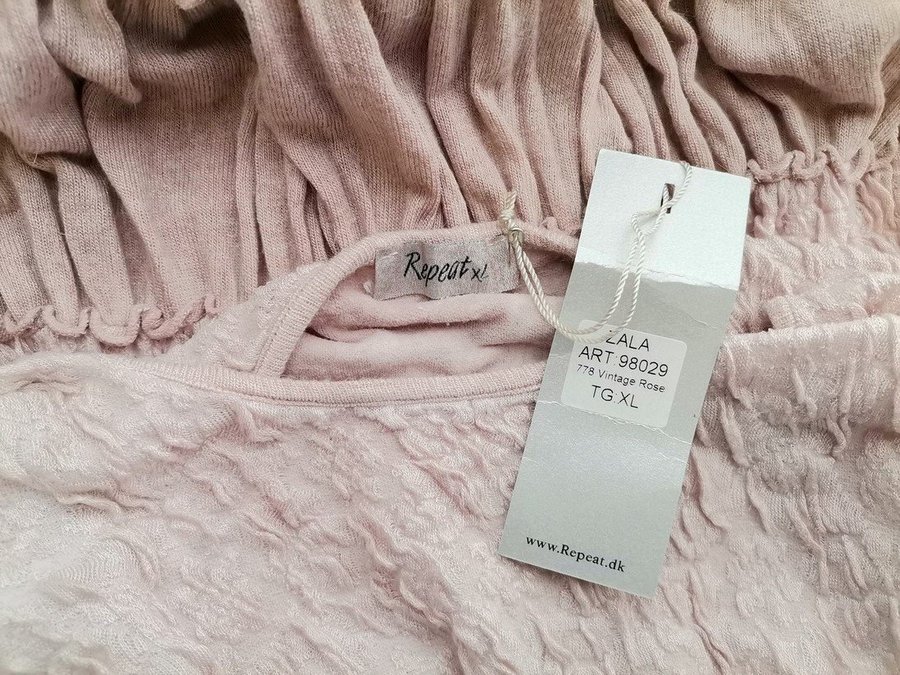 Repeat XL
ZALA
ART 98029
778 Vintage Rose
TG XL
www.Repeat.dk